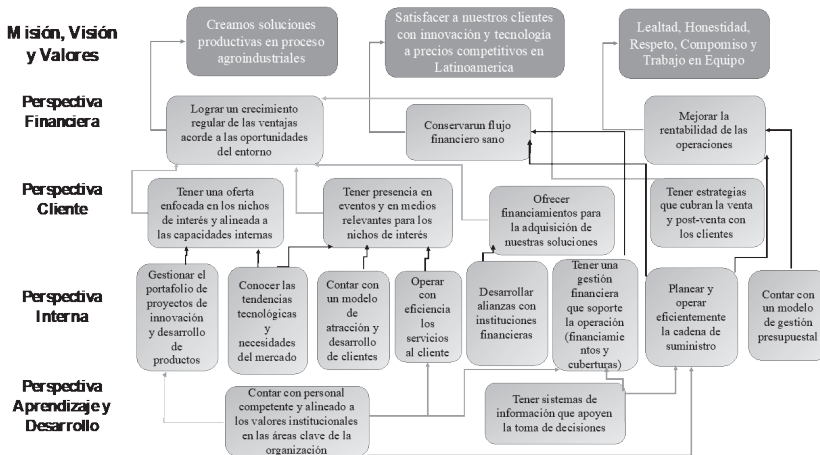 Misión, Visión
y Valores
Creamos soluciones
productivas en proceso
agroindustriales
Satisfacer a nuestros clientes
con innovación y tecnología
a precios competitivos en
Latinoamerica
Lealtad, Honestidad,
Respeto, Compomiso y
Trabajo en Equipo
Perspectiva
Financiera
Lograr un crecimiento
regular de las ventajas
acorde a las oportunidades
del entorno
Conservarun flujo
financiero sano
Mejorar la
rentabilidad de las
operaciones
Perspectiva
Cliente
Tener una oferta
enfocada en los nichos
de interés y alineada a
las capacidades internas
Tener presencia en
eventos y en medios
relevantes para los
nichos de interés
Ofrecer
financiamientos para
la adquisición de
nuestras soluciones
Tener estrategias
que cubran la venta
y post-venta con
los clientes
Perspectiva
Interna
Gestionar el
portafolio de
proyectos de
innovación
y desarrollo
de
productos
Conocer las
tendencias
tecnológicas
y
necesidades
del mercado
Contar con
un modelo
de
atracción y
desarrollo
de clientes
Operar
con
eficiencia
los
servicios
al cliente
Desarrollar
alianzas con
instituciones
financieras
Tener una
gestión
financiera
que soporte
la operación
(financiamie
ntos y
cuberturas)
Planear y
operar
eficientemente
la cadena de
suministro
Contar con
un modelo
de gestión
presupuestal
Perspectiva
Aprendizaje y
Desarrollo
Contar con personal
competente y alineado a
los valores institucionales
en las áreas clave de la
organización
Tener sistemas de
información que apoyen
la toma de decisiones